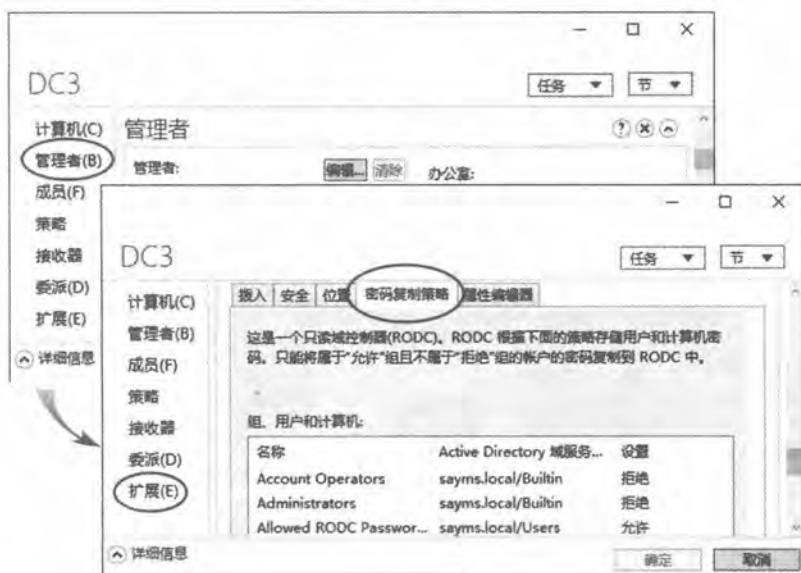 DC3
任务
节
计算机(C)
管理者
管理者(B)
管理者:
编辑...
清除
办公室:
成员(F)
策略
接收器
委派(D)
扩展(E)
详细信息
DC3
任务
节
计算机(C)
管理者(B)
成员(F)
策略
接收器
委派(D)
扩展(E)
拨入 安全 位置 密码复制策略 属性编辑器
这是一个只读域控制器(RODC)。RODC 根据下面的策略存储用户和计算机密
码。只能将属于“允许”组且不属于“拒绝”组的帐户的密码复制到 RODC 中。
组、用户和计算机:
名称 Active Directory 域服务... 设置
Account Operators sayms.local/Builtin 拒绝
Administrators sayms.local/Builtin 拒绝
Allowed RODC Passwor... sayms.local/Users 允许
详细信息
确定 取消